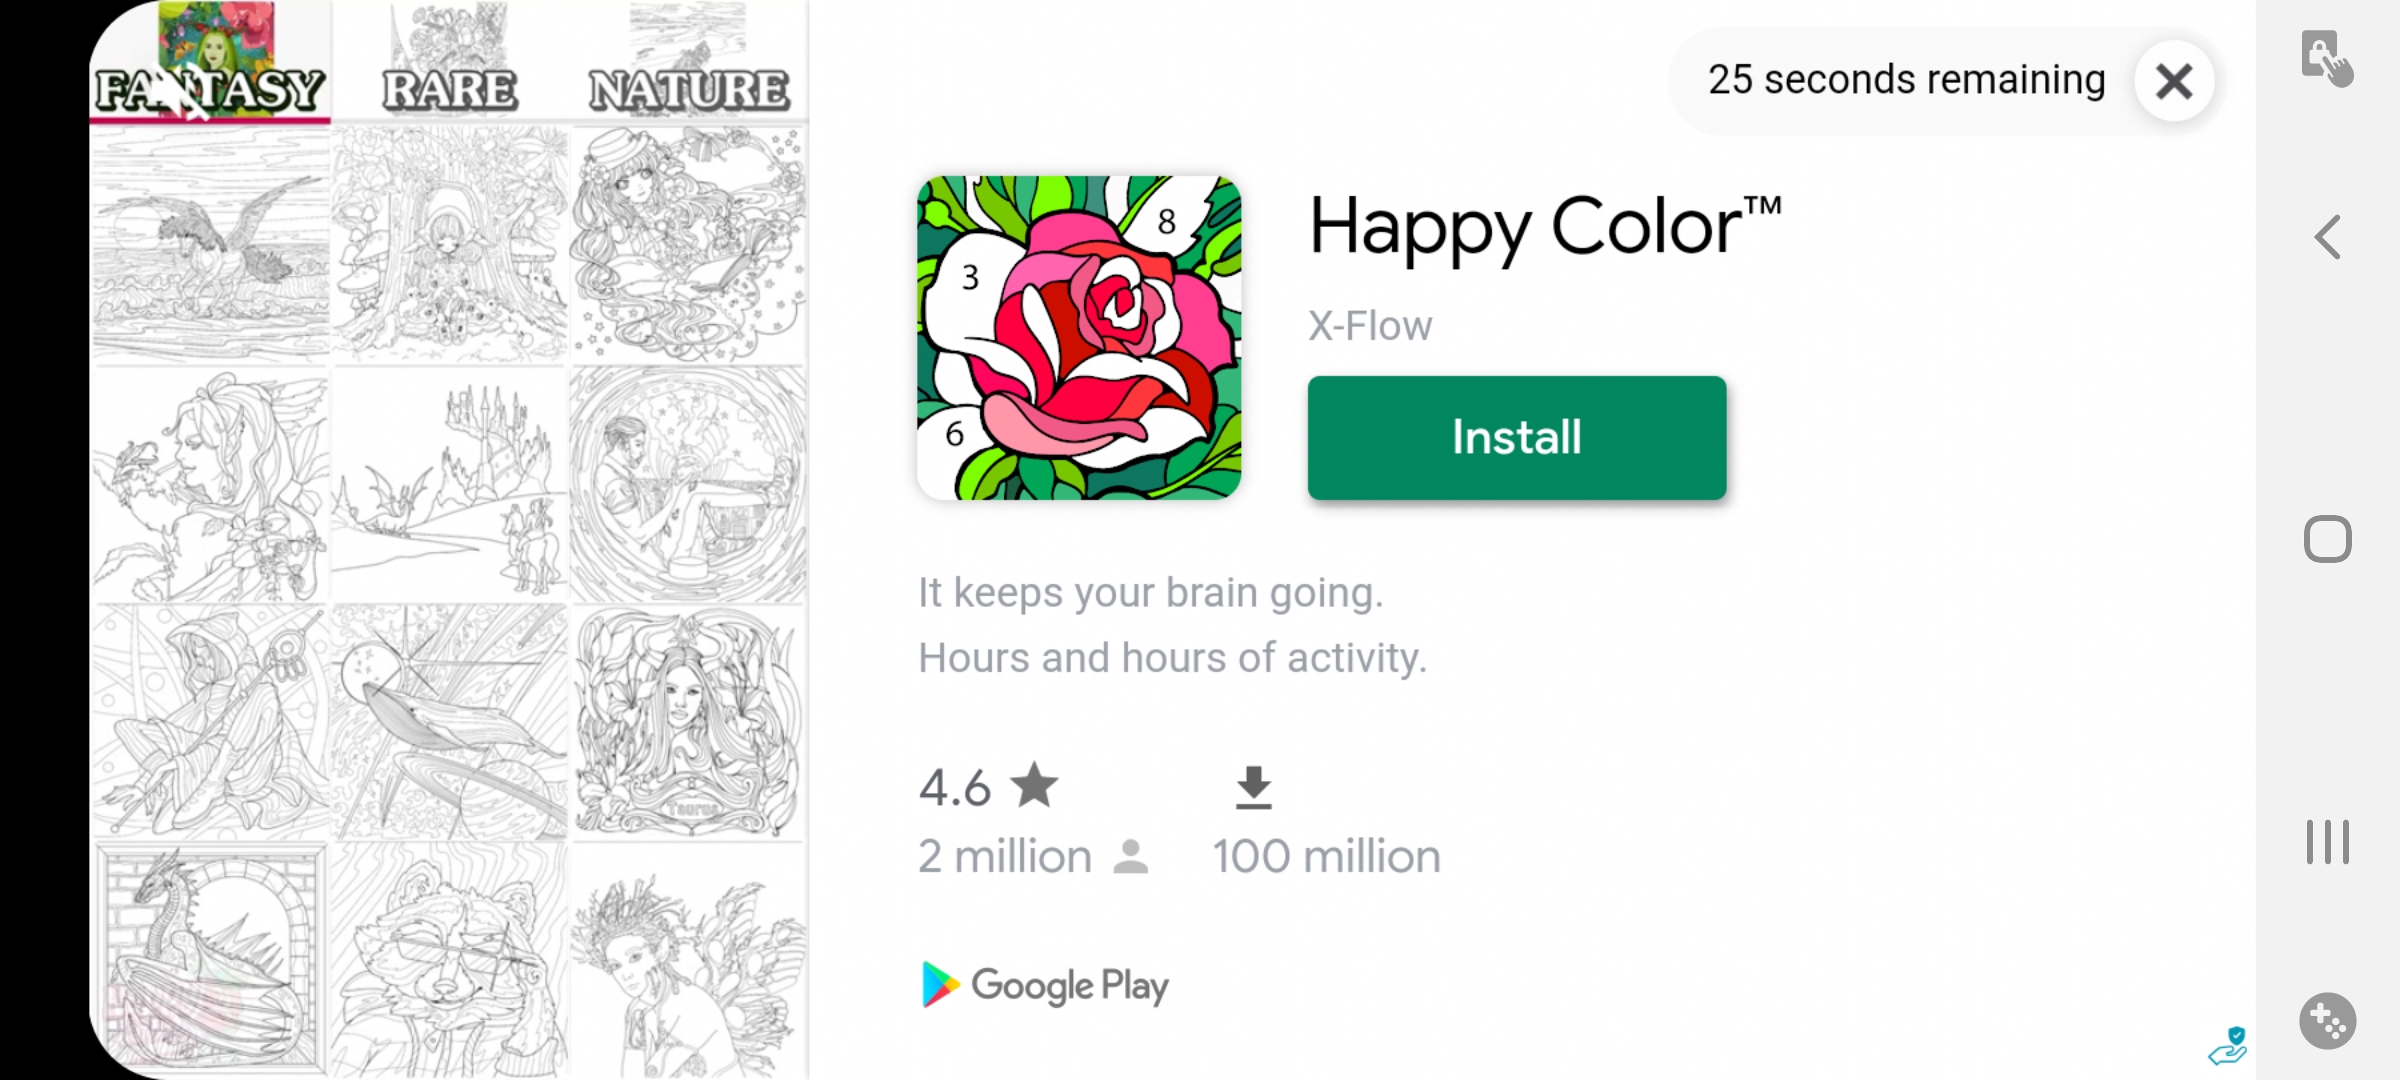 FANTASY
RARE
NATURE
25 seconds remaining
8
3
6
Happy Color™
X-Flow
Install
It keeps your brain going.
Hours and hours of activity.
4.6
2 million
100 million
Taurus
Google Play